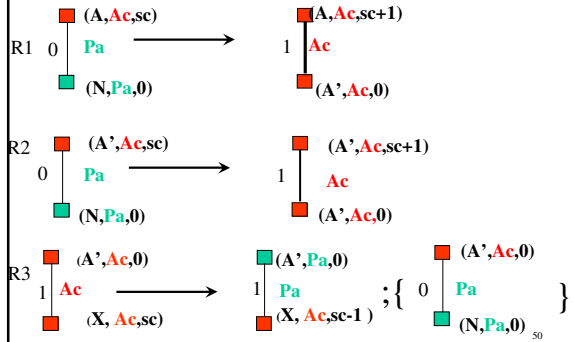 (A,Ac,sc) (A,Ac,sc+1)
R1 0 Pa 1 Ac
(N,Pa,0) (A',Ac,0)
R2 (A',Ac,sc) (A',Ac,sc+1)
0 Pa 1 Ac
(N,Pa,0) (A',Ac,0)
R3 (A',Ac,0) (A',Pa,0) (A',Ac,0)
1 Ac 1 Pa ;{ 0 Pa }
(X, Ac,sc) (X, Ac,sc-1 ) (N,Pa,0)
50